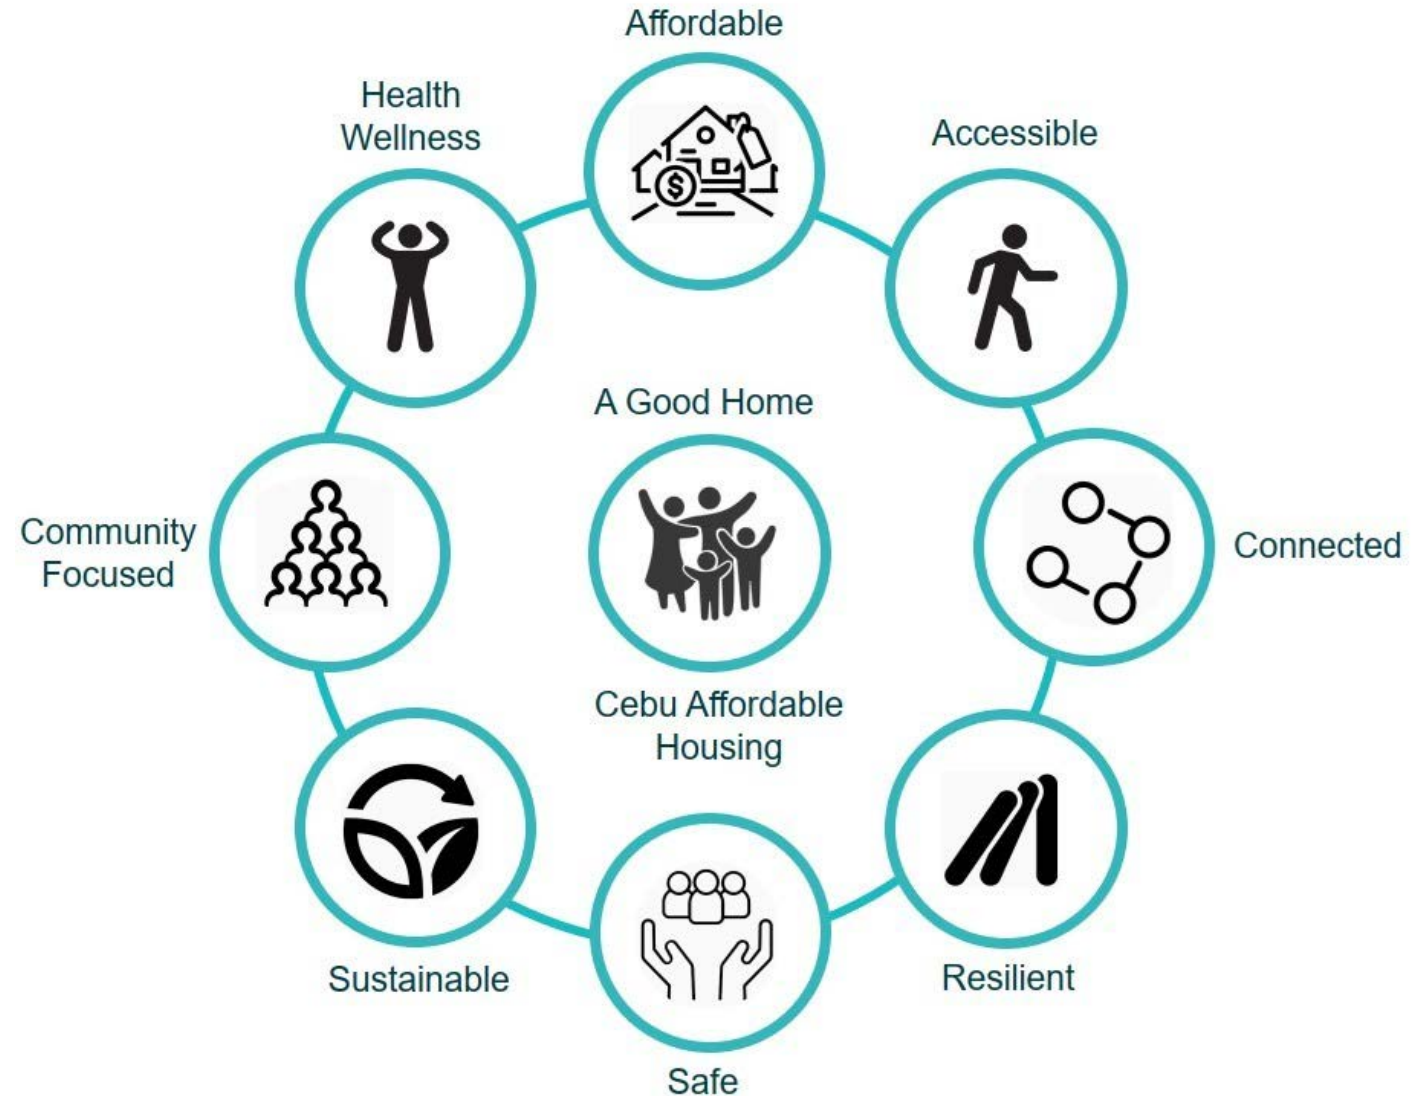 Affordable
Health
Wellness
Accessible
A Good Home
Community
Focused
Connected
$
Cebu Affordable
Housing
Sustainable
Resilient
Safe